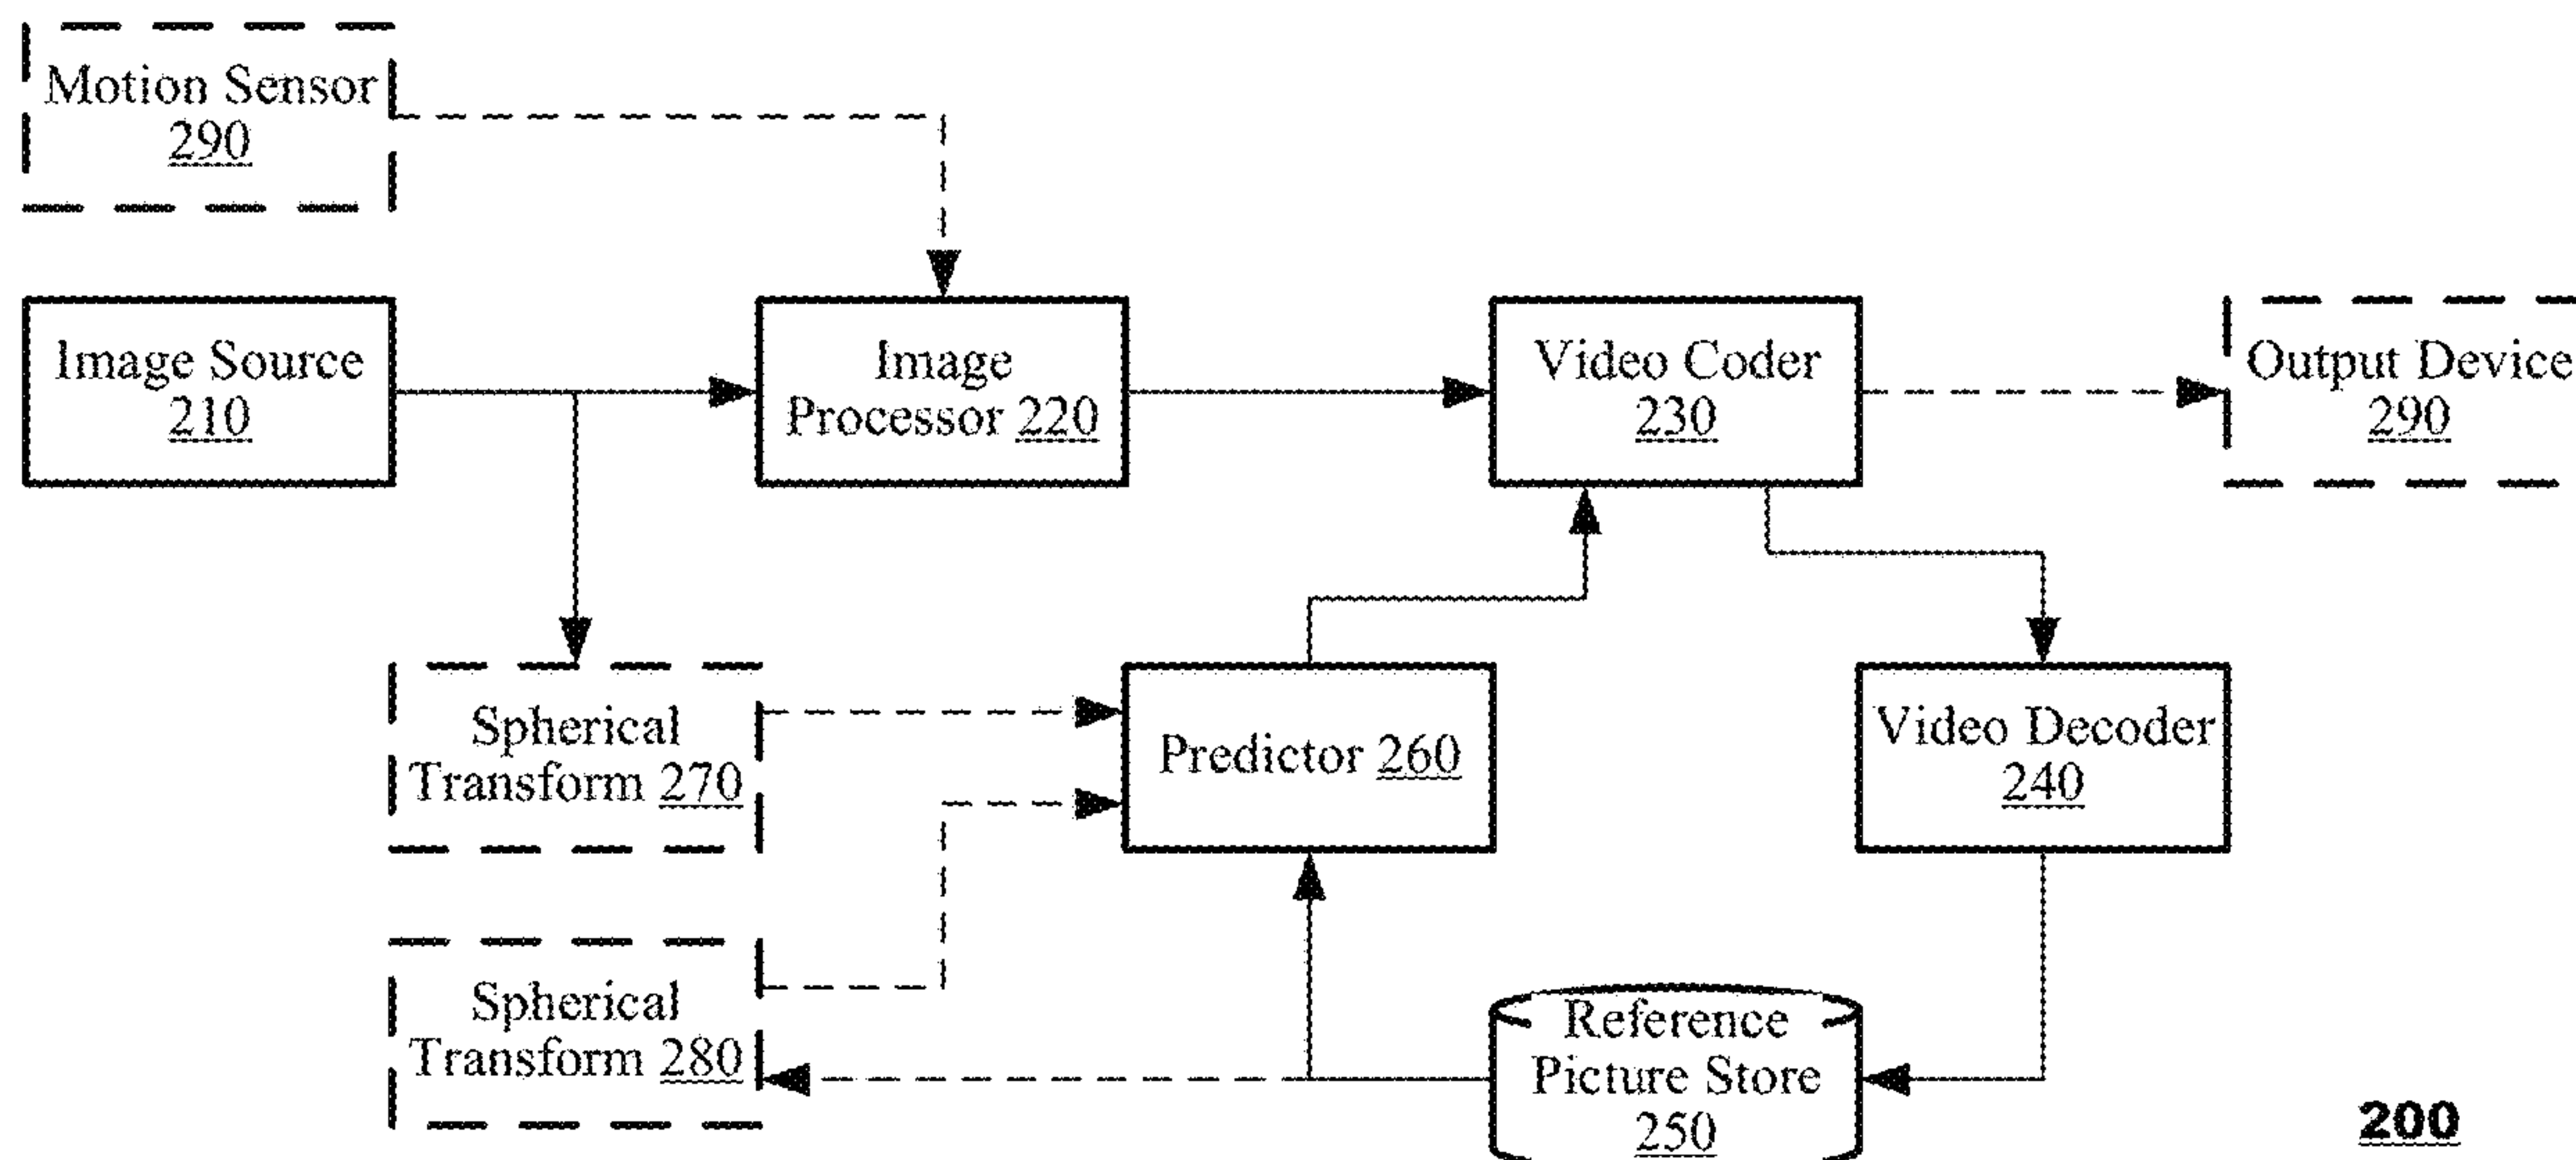 Motion Sensor
290
Image Source
210
Image
Processor 220
Video Coder
230
Output Device
290
Spherical
Transform 270
Predictor 260
Video Decoder
240
Spherical
Transform 280
Reference
Picture Store
250
200